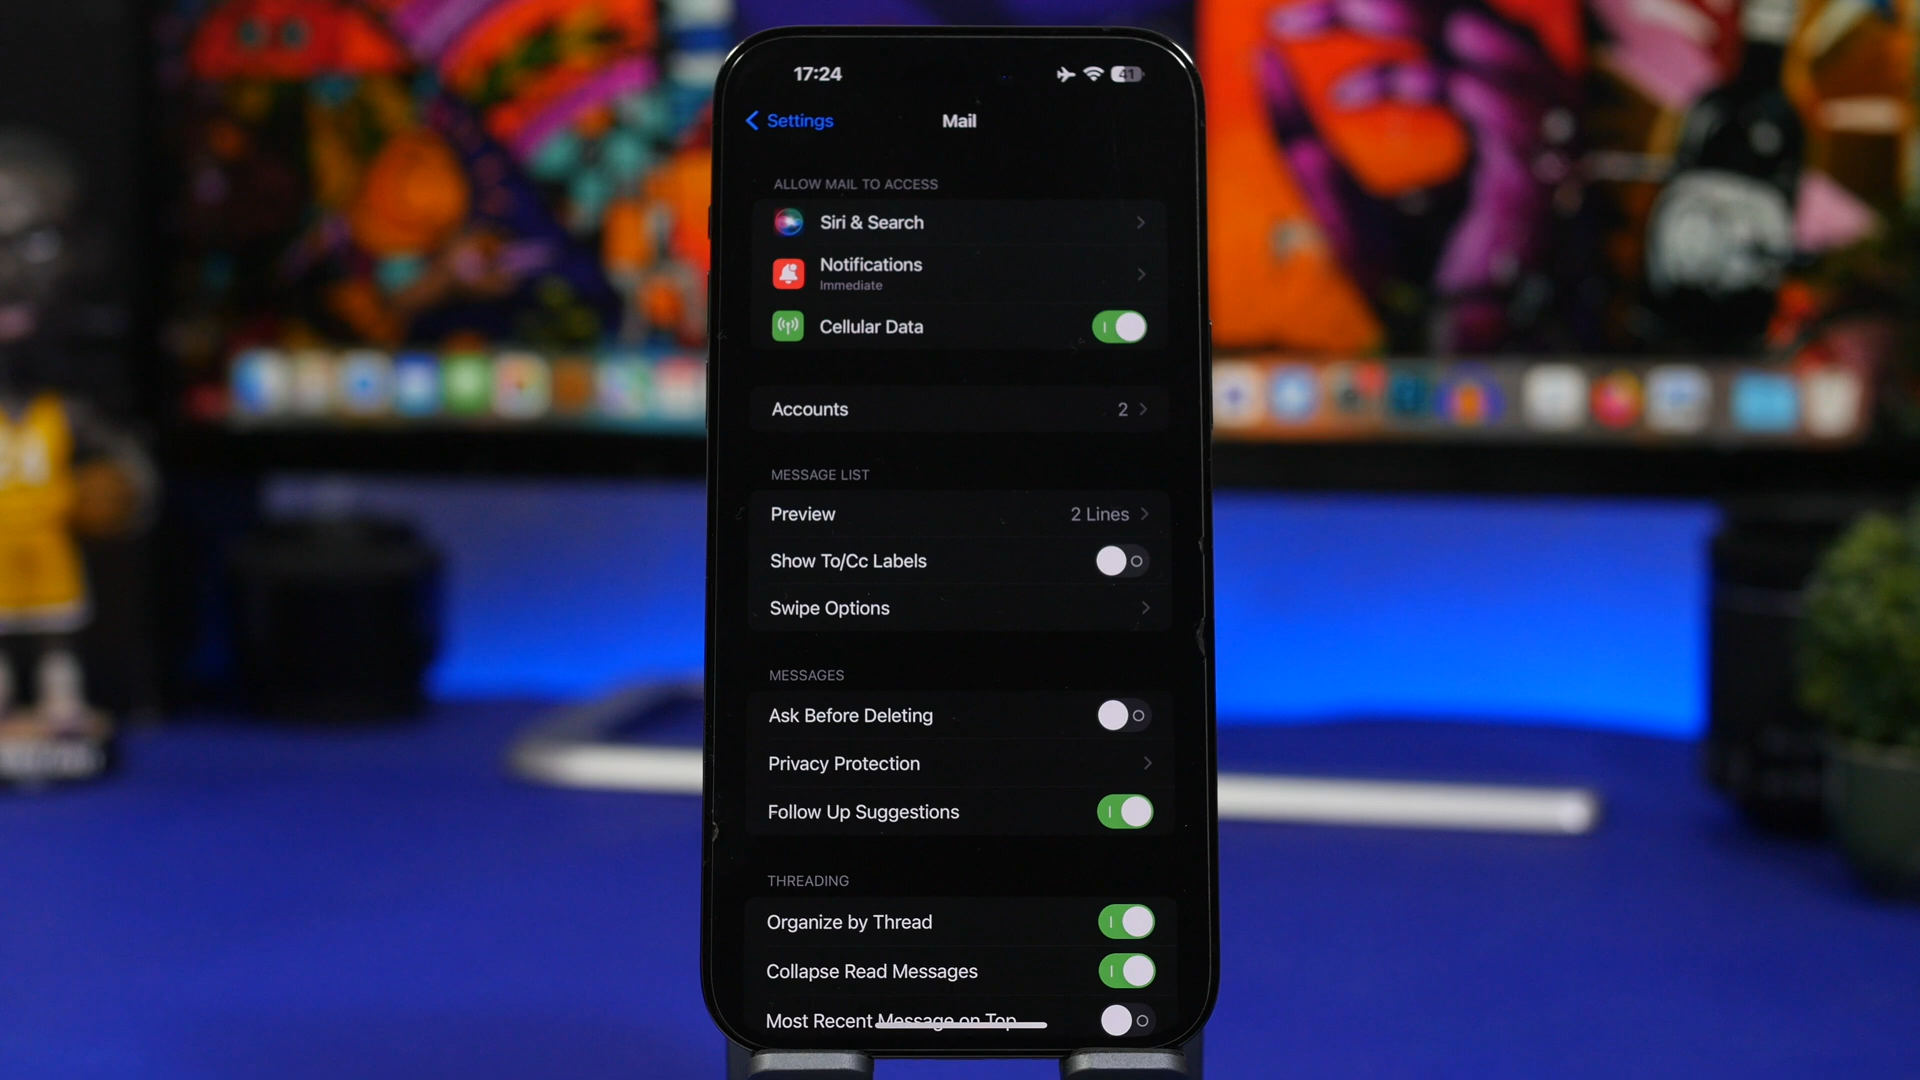 17:24
41
Settings
Mail
ALLOW MAIL TO ACCESS
Siri & Search
Notifications
Immediate
Cellular Data
Accounts
2
MESSAGE LIST
Preview
2 Lines
Show To/Cc Labels
Swipe Options
MESSAGES
Ask Before Deleting
Privacy Protection
Follow Up Suggestions
THREADING
Organize by Thread
Collapse Read Messages
Most Recent Message on Top
24